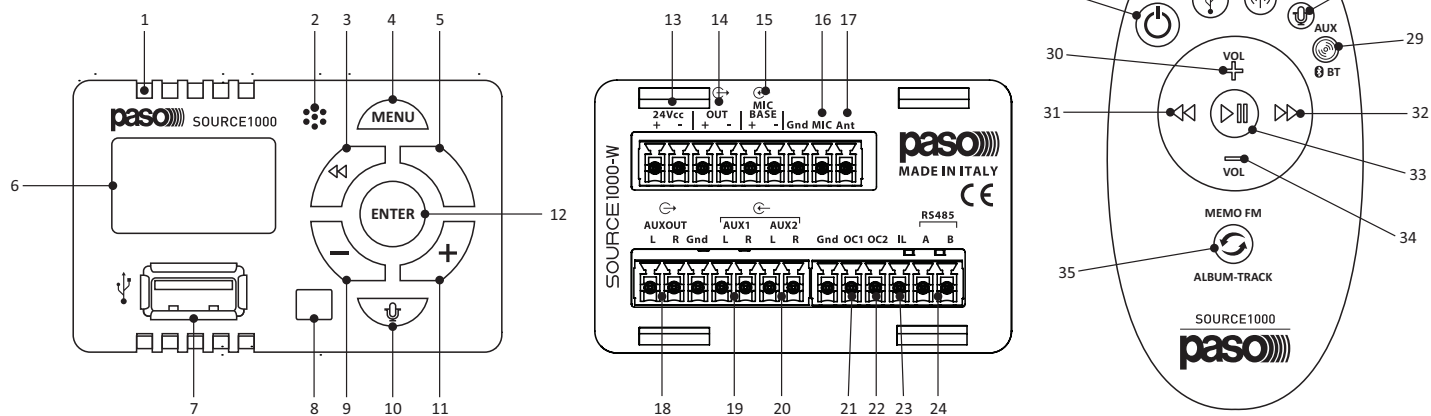 1 2 3 4 5
paso SOURCE1000
MENU
6
ENTER
12
− +
7 8 9 10 11
13 14 15 16 17
24Vcc OUT MIC BASE Gnd MIC Ant
+ - + - + -
paso
MADE IN ITALY
CE
SOURCE1000-W
AUXOUT AUX1 AUX2 RS485
L R Gnd L R L R Gnd OC1 OC2 IL A B
18 19 20 21 22 23 24
AUX
29
BT
30
VOL
31
32
33
VOL
34
MEMO FM
35
ALBUM-TRACK
SOURCE1000
paso